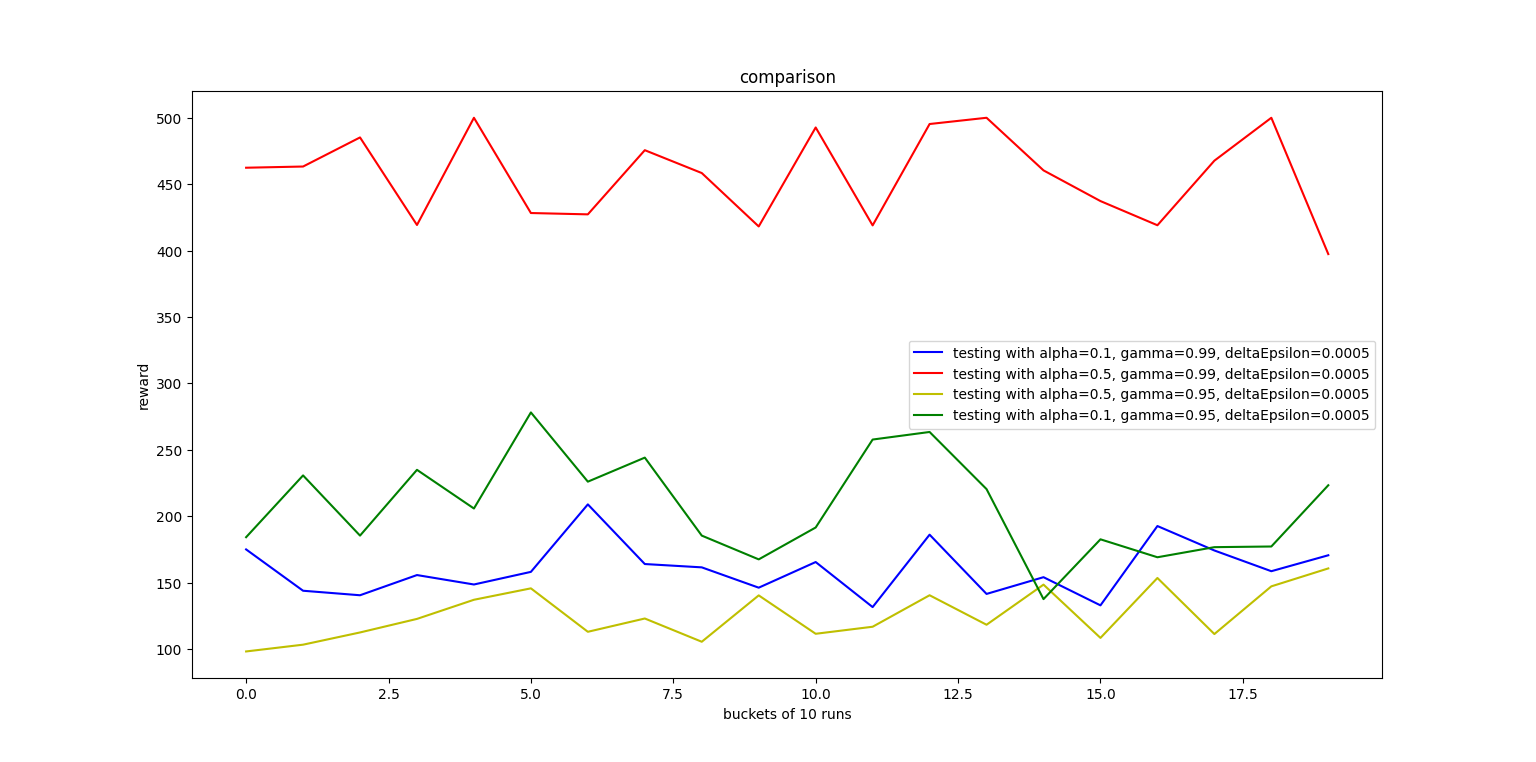 comparison
500
450
400
350
300
250
200
150
100
reward
testing with alpha=0.1, gamma=0.99, deltaEpsilon=0.0005
testing with alpha=0.5, gamma=0.99, deltaEpsilon=0.0005
testing with alpha=0.5, gamma=0.95, deltaEpsilon=0.0005
testing with alpha=0.1, gamma=0.95, deltaEpsilon=0.0005
0.0 2.5 5.0 7.5 10.0 12.5 15.0 17.5
buckets of 10 runs